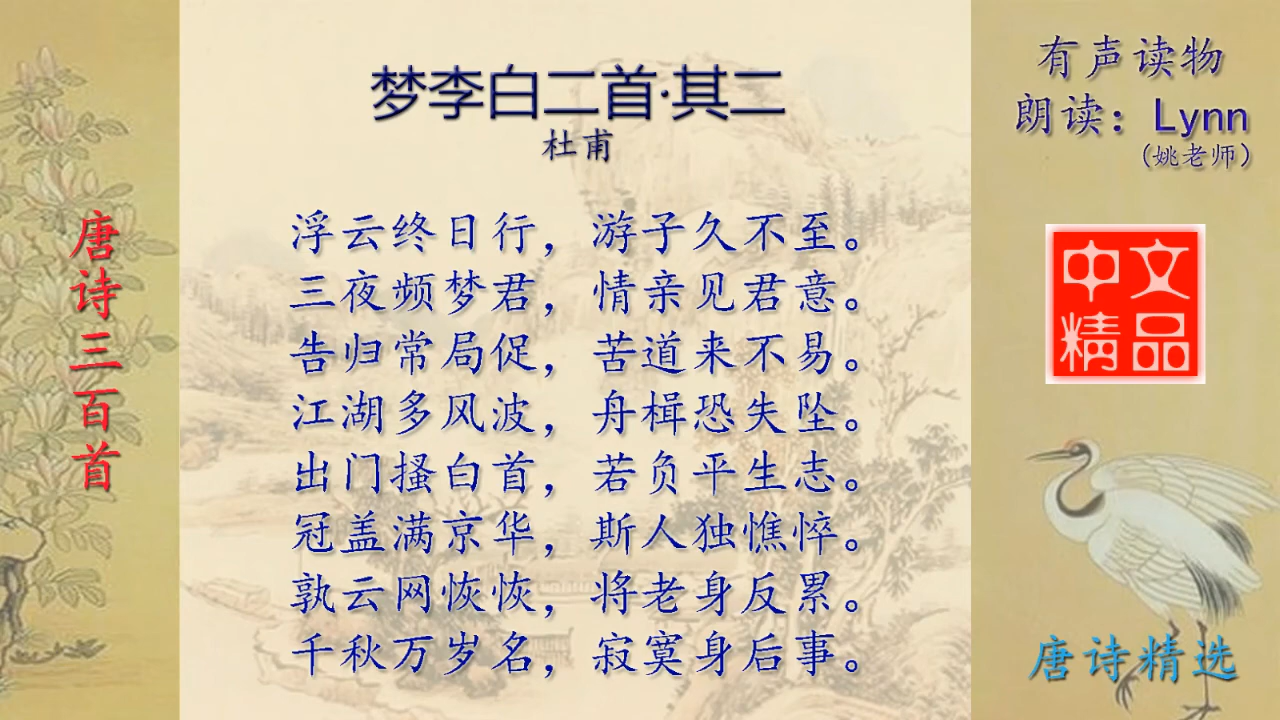 梦李白二首·其二
杜甫
浮云终日行，游子久不至。
三夜频梦君，情亲见君意。
告归常局促，苦道来不易。
江湖多风波，舟楫恐失坠。
出门搔白首，若负平生志。
冠盖满京华，斯人独憔悴。
孰云网恢恢，将老身反累。
千秋万岁名，寂寞身后事。
唐诗三百首
有声读物
朗读：Lynn
（姚老师）
中文
精品
唐诗精选